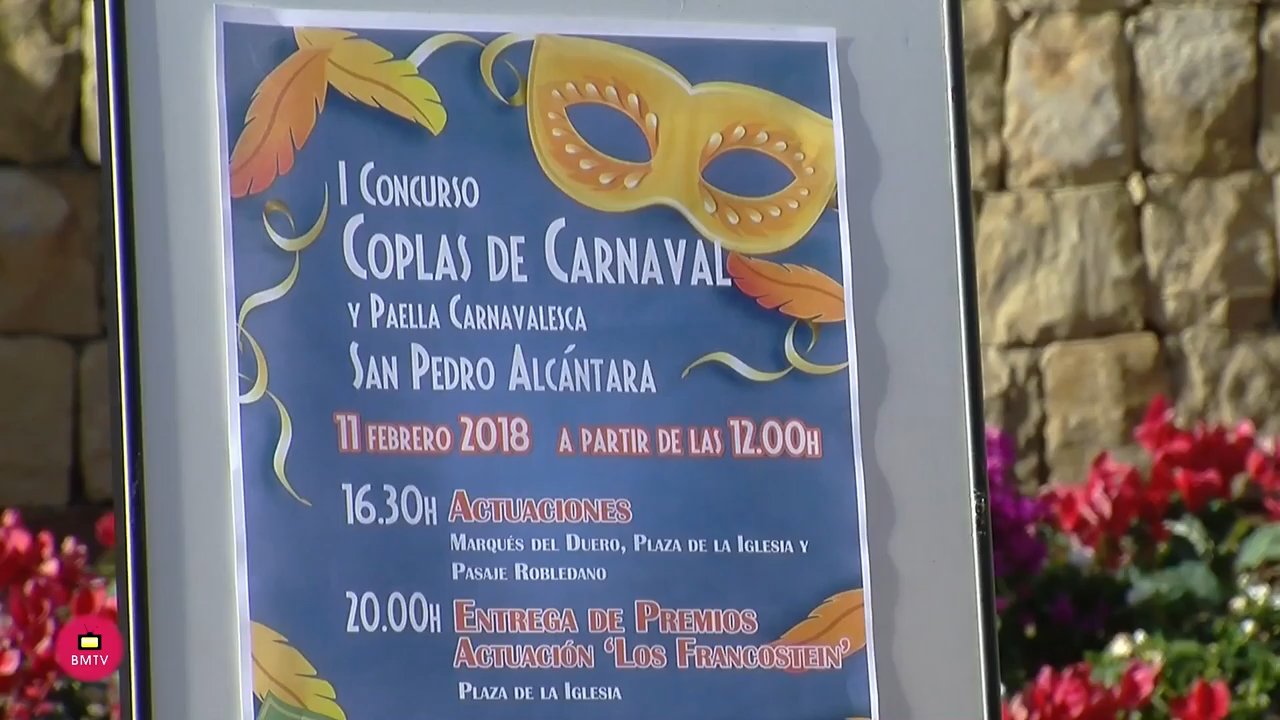 I Concurso
Coplas de Carnaval
y Paella Carnavalesca
San Pedro Alcántara
11 febrero 2018 a partir de las 12.00h
16.30h Actuaciones
Marqués del Duero, Plaza de la Iglesia y
Pasaje Robledano
20.00h Entrega de Premios
Actuación ‘Los Francostein’
Plaza de la Iglesia
BMTV